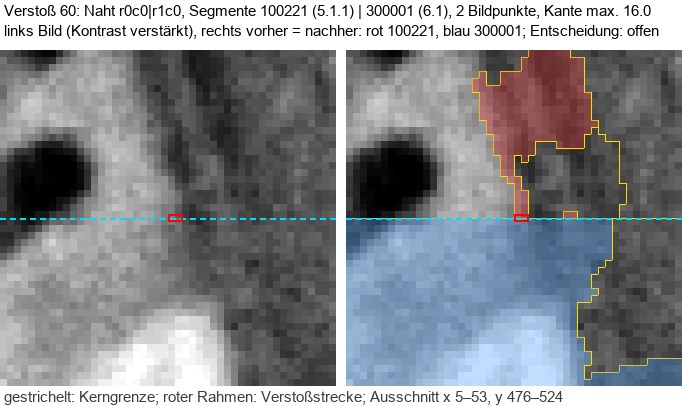 Verstoß 60: Naht r0c0|r1c0, Segmente 100221 (5.1.1) | 300001 (6.1), 2 Bildpunkte, Kante max. 16.0
links Bild (Kontrast verstärkt), rechts vorher = nachher: rot 100221, blau 300001; Entscheidung: offen
gestrichelt: Kerngrenze; roter Rahmen: Verstoßstrecke; Ausschnitt x 5–53, y 476–524